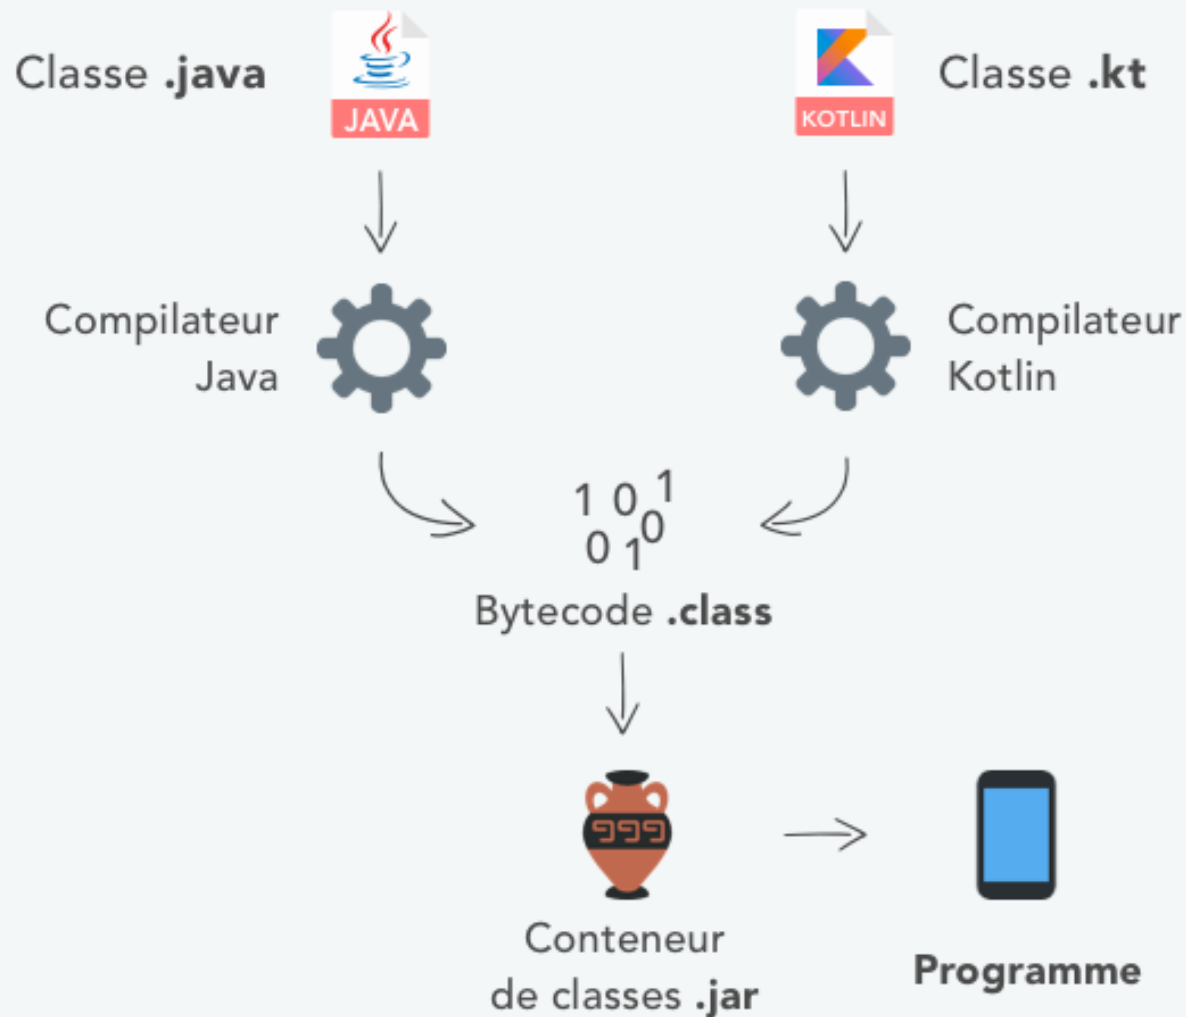 Classe .java
JAVA
KOTLIN
Classe .kt
Compilateur
Java
Compilateur
Kotlin
1 0 1
0 1 0
Bytecode .class
Conteneur
de classes .jar
Programme